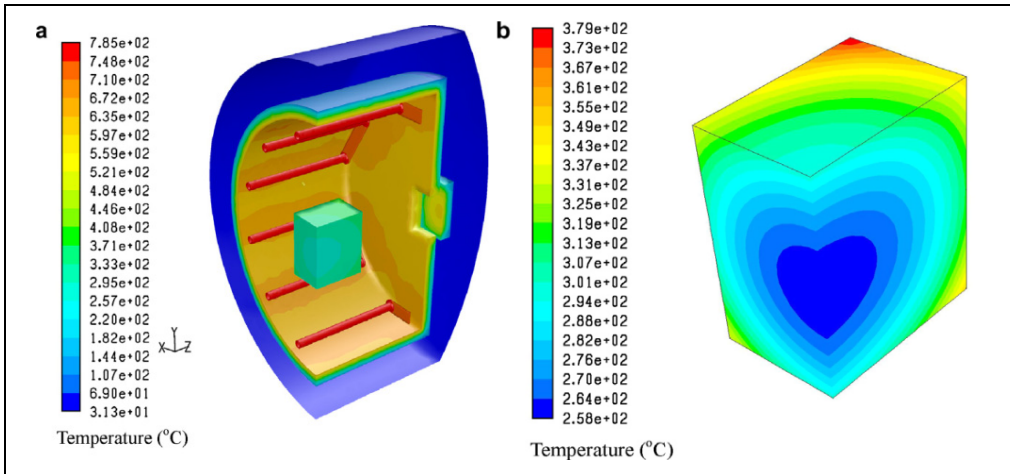 a
7.85e+02
7.48e+02
7.10e+02
6.72e+02
6.35e+02
5.97e+02
5.59e+02
5.21e+02
4.84e+02
4.46e+02
4.08e+02
3.71e+02
3.33e+02
2.95e+02
2.57e+02
2.20e+02
1.82e+02
1.44e+02
1.07e+02
6.90e+01
3.13e+01
Y
X Z
Temperature (°C)
b
3.79e+02
3.73e+02
3.67e+02
3.61e+02
3.55e+02
3.49e+02
3.43e+02
3.37e+02
3.31e+02
3.25e+02
3.19e+02
3.13e+02
3.07e+02
3.01e+02
2.94e+02
2.88e+02
2.82e+02
2.76e+02
2.70e+02
2.64e+02
2.58e+02
Temperature (°C)